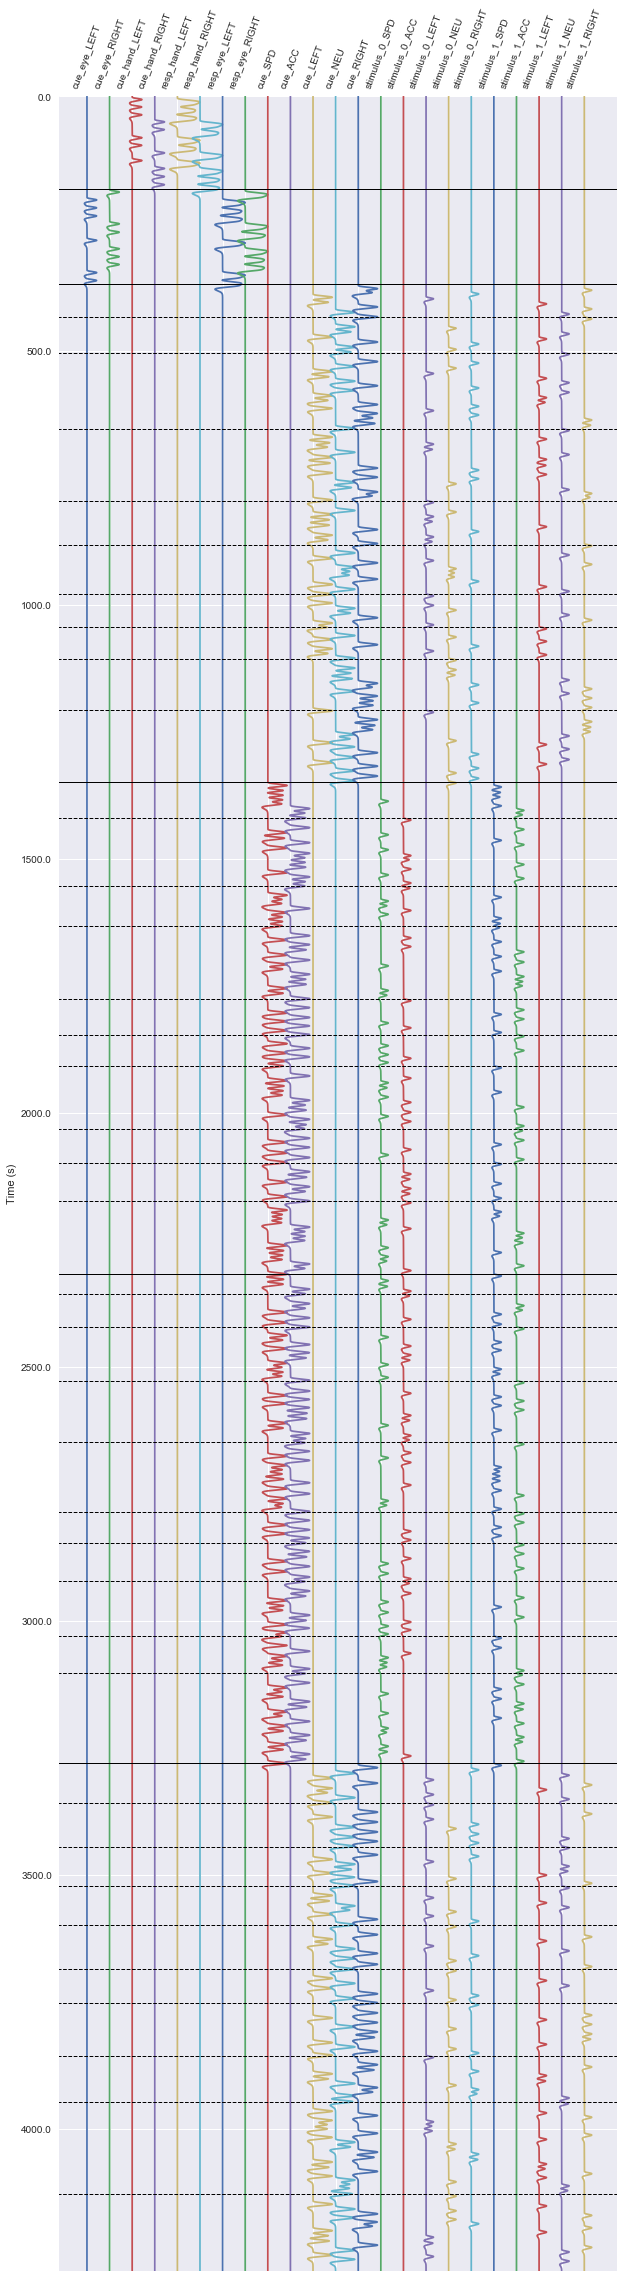 cue_eye_LEFT
cue_eye_RIGHT
cue_hand_LEFT
cue_hand_RIGHT
resp_hand_LEFT
resp_hand_RIGHT
resp_eye_LEFT
resp_eye_RIGHT
cue_SPD
cue_ACC
cue_LEFT
cue_NEU
cue_RIGHT
stimulus_0_SPD
stimulus_0_ACC
stimulus_0_LEFT
stimulus_0_NEU
stimulus_0_RIGHT
stimulus_1_SPD
stimulus_1_ACC
stimulus_1_LEFT
stimulus_1_NEU
stimulus_1_RIGHT
0.0
500.0
1000.0
1500.0
2000.0
Time (s)
2500.0
3000.0
3500.0
4000.0